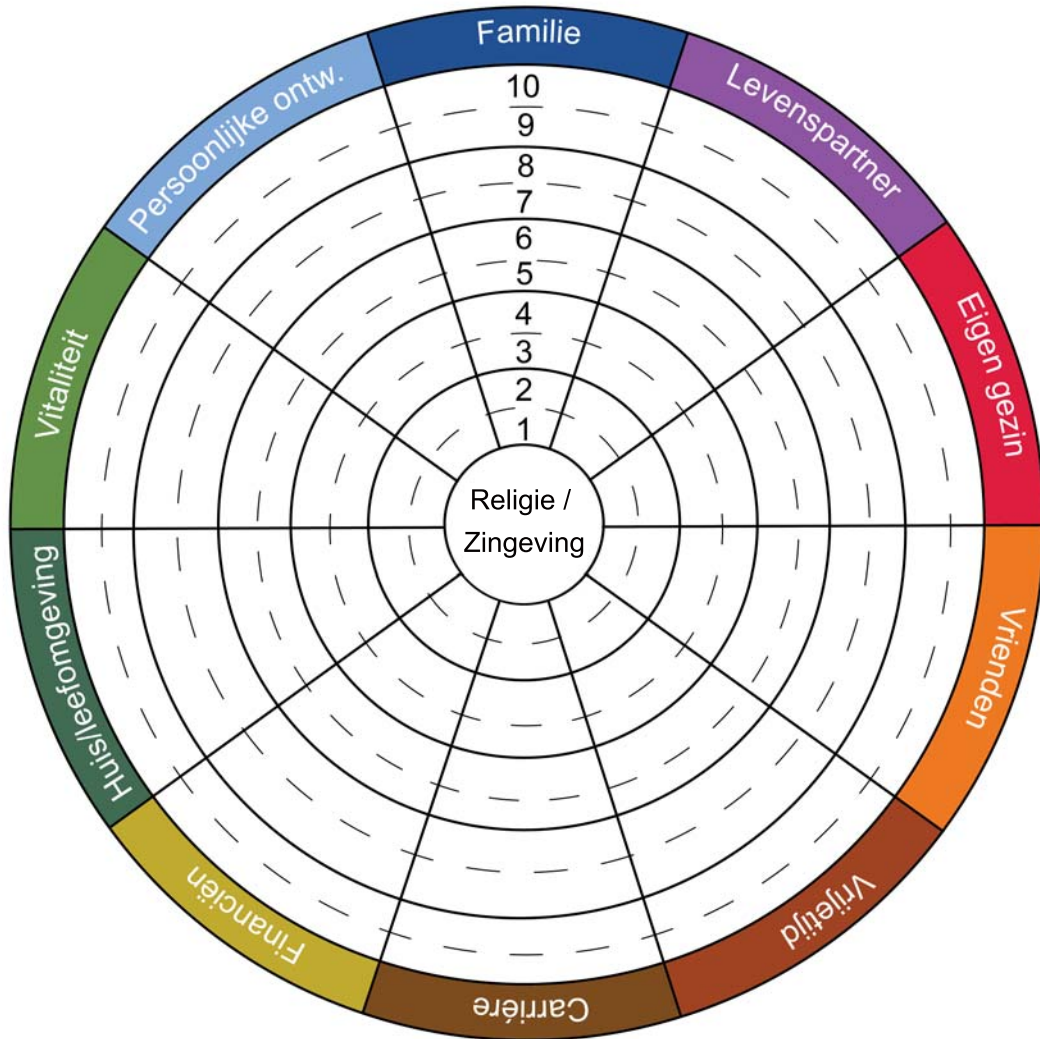 Familie
Levenspartner
Eigen gezin
Vrienden
Vrijetijd
Carriére
Financiën
Huis/leefomgeving
Vitaliteit
Persoonlijke ontw.
10
9
8
7
6
5
4
3
2
1
Religie /
Zingeving